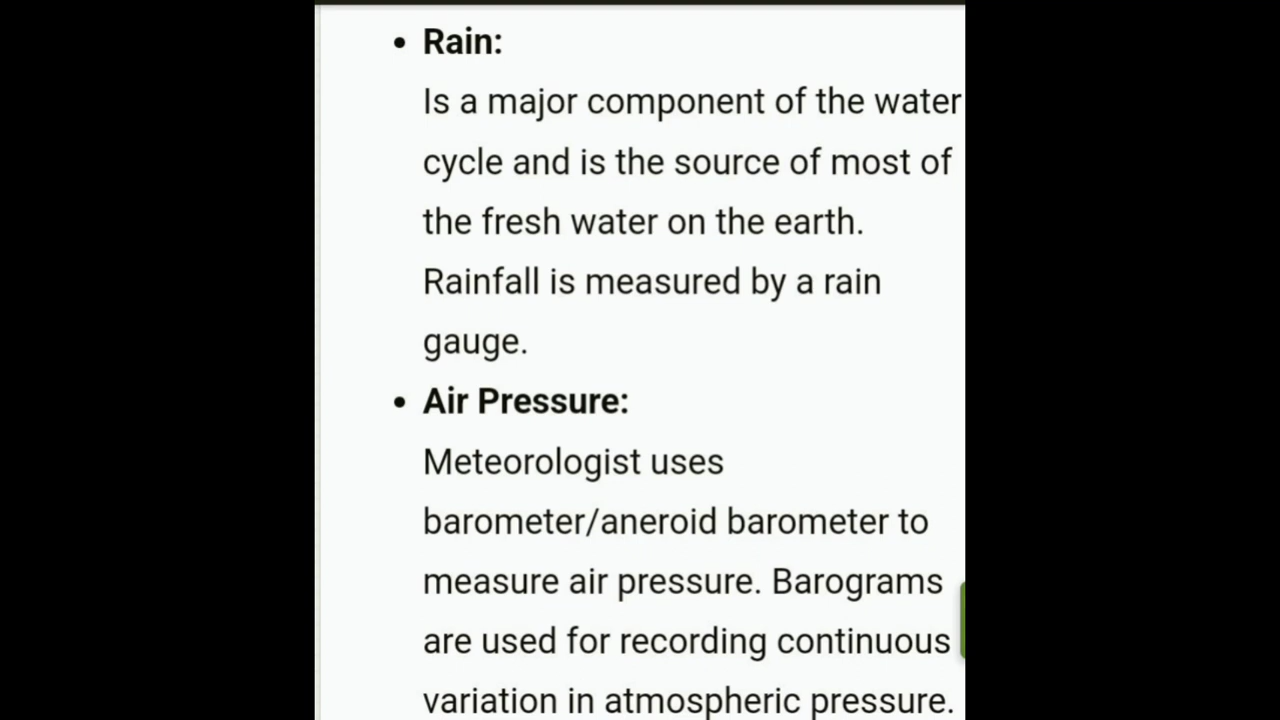 • Rain:
Is a major component of the water
cycle and is the source of most of
the fresh water on the earth.
Rainfall is measured by a rain
gauge.
• Air Pressure:
Meteorologist uses
barometer/aneroid barometer to
measure air pressure. Barograms
are used for recording continuous
variation in atmospheric pressure.